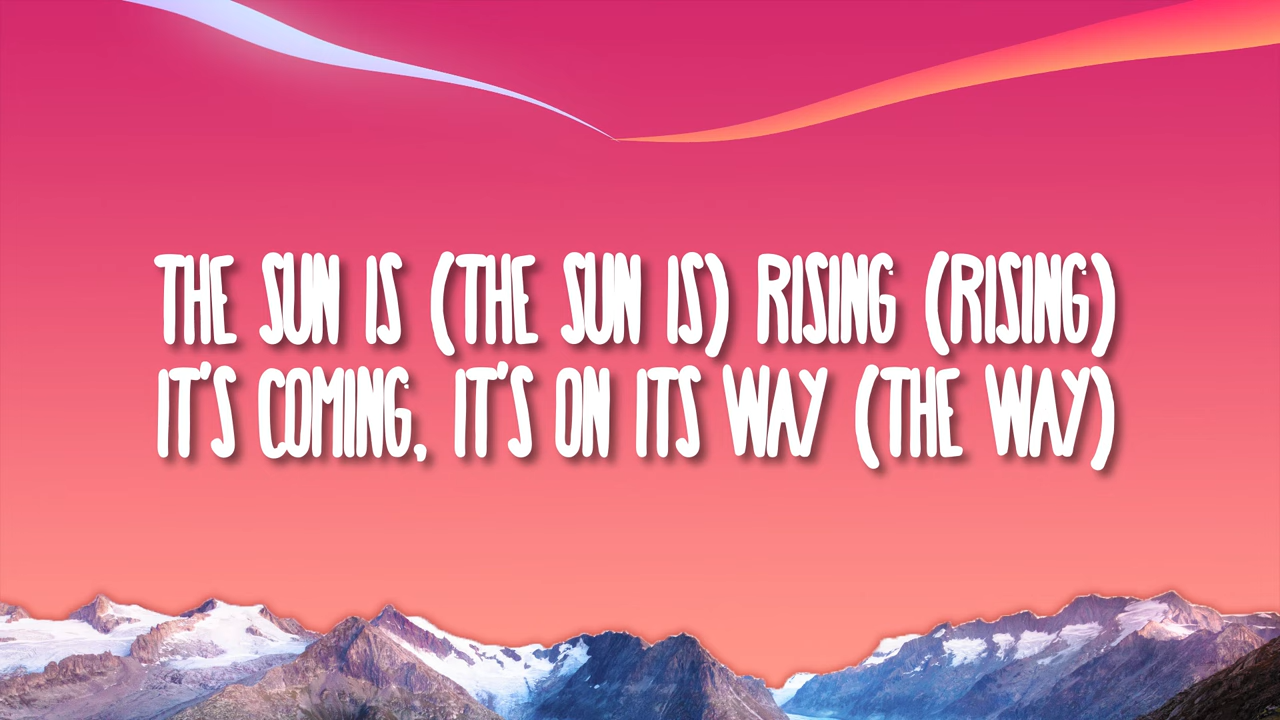 THE SUN IS (THE SUN IS) RISING (RISING)
IT'S COMING, IT'S ON ITS WAY (THE WAY)